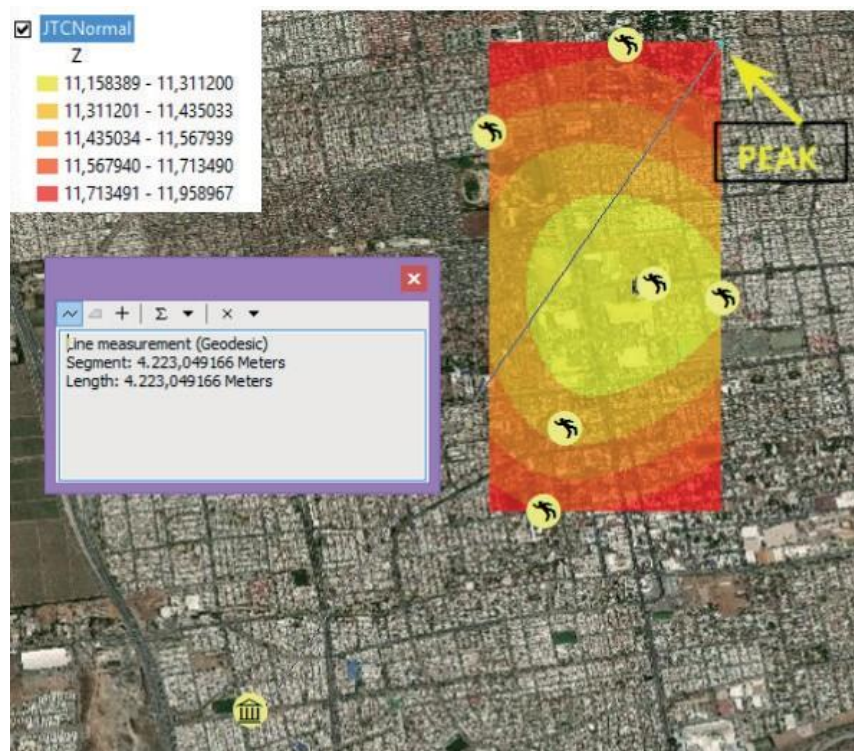 JTCNormal
Z
11,158389 - 11,311200
11,311201 - 11,435033
11,435034 - 11,567939
11,567940 - 11,713490
11,713491 - 11,958967
PEAK
Line measurement (Geodesic)
Segment: 4.223,049166 Meters
Length: 4.223,049166 Meters